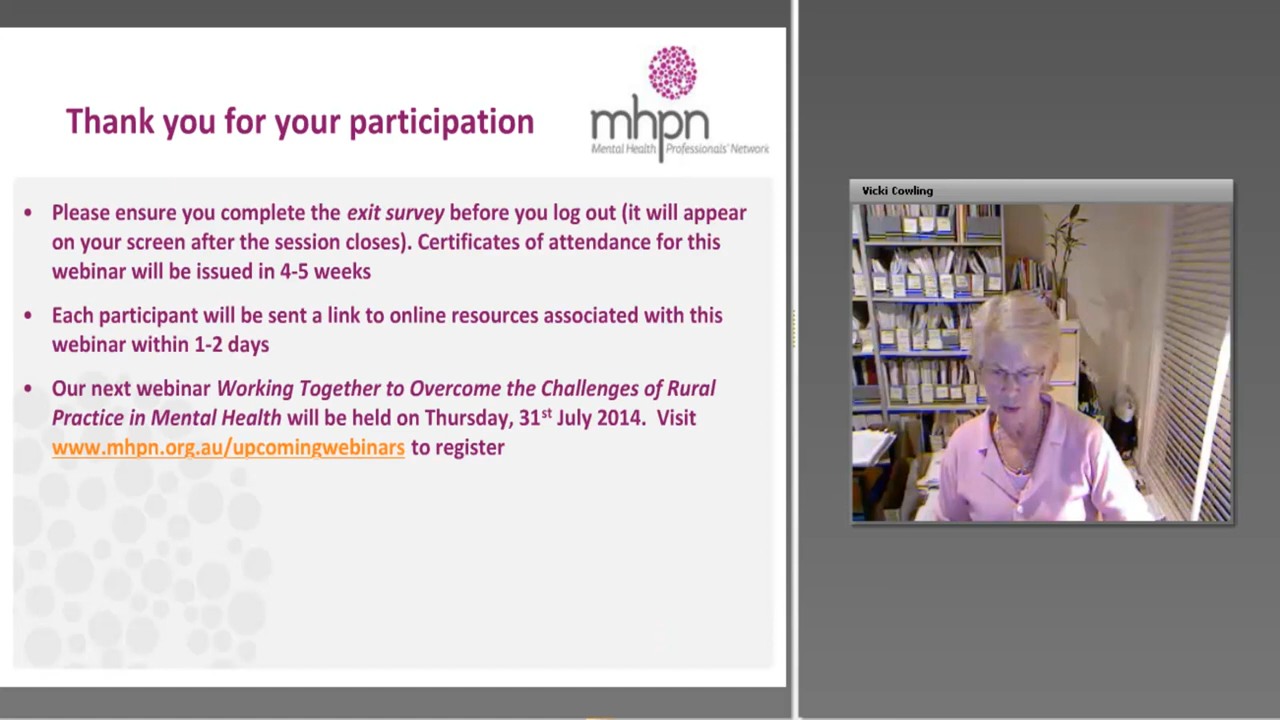 Thank you for your participation
mhpn
Mental Health Professionals' Network
• Please ensure you complete the exit survey before you log out (it will appear
on your screen after the session closes). Certificates of attendance for this
webinar will be issued in 4-5 weeks
• Each participant will be sent a link to online resources associated with this
webinar within 1-2 days
• Our next webinar Working Together to Overcome the Challenges of Rural
Practice in Mental Health will be held on Thursday, 31st July 2014. Visit
www.mhpn.org.au/upcomingwebinars to register
Vicki Cowling